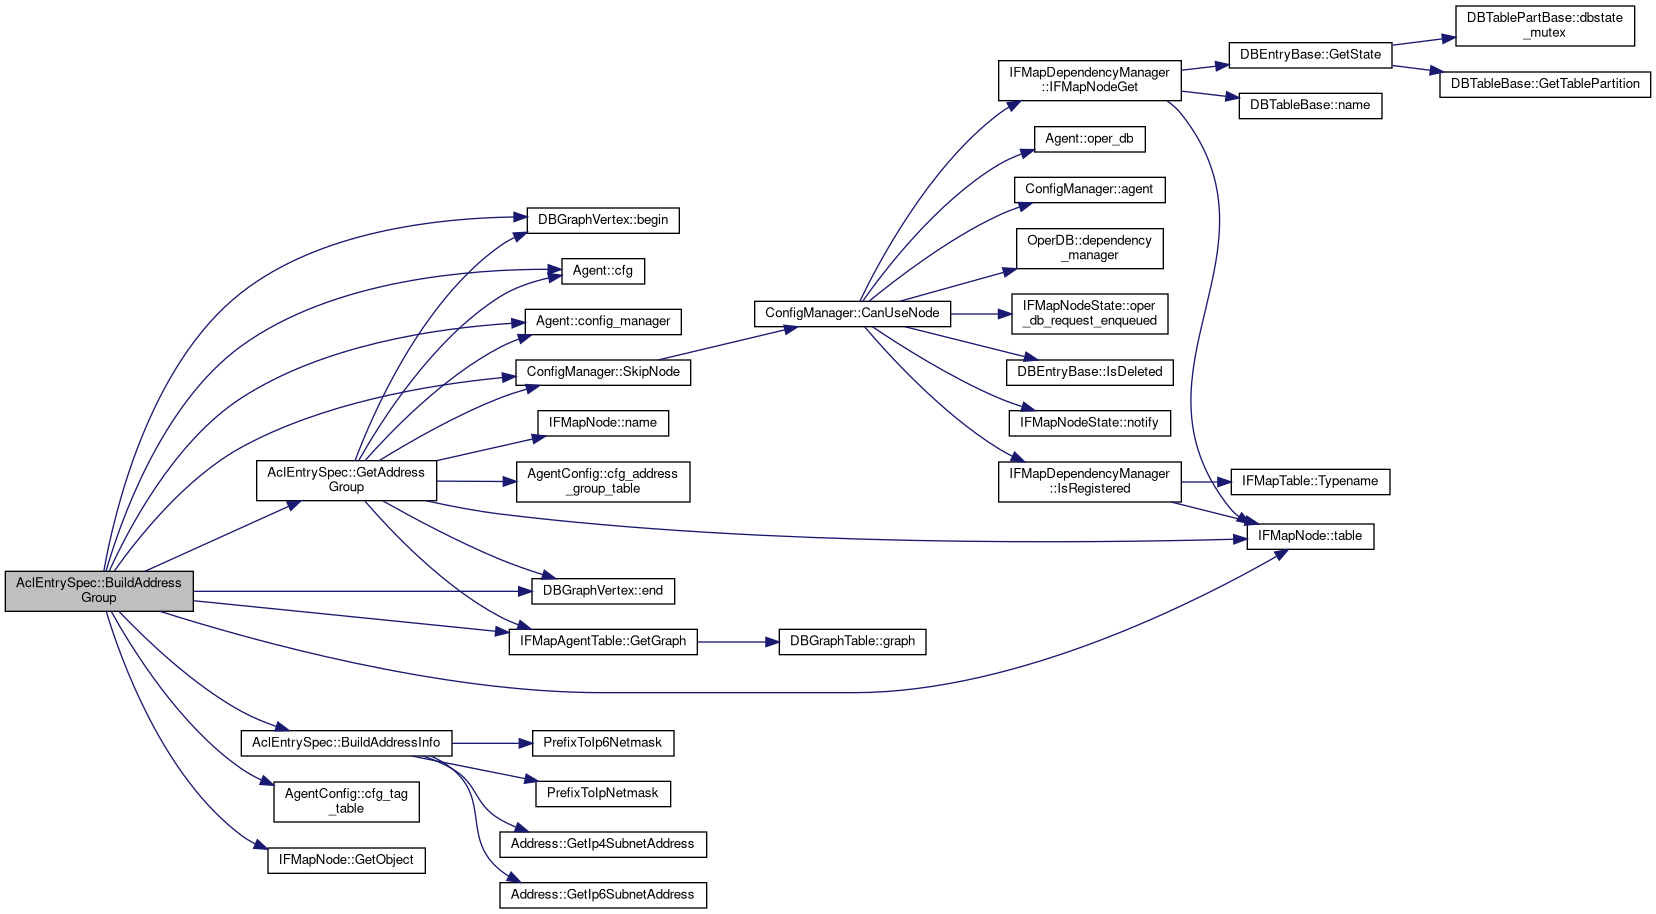 DBTablePartBase::dbstate
_mutex
DBEntryBase::GetState
IFMapDependencyManager
::IFMapNodeGet
DBTableBase::GetTablePartition
DBTableBase::name
Agent::oper_db
ConfigManager::agent
DBGraphVertex::begin
OperDB::dependency
_manager
Agent::cfg
IFMapNodeState::oper
_db_request_enqueued
ConfigManager::CanUseNode
Agent::config_manager
ConfigManager::SkipNode
DBEntryBase::IsDeleted
IFMapNode::name
IFMapNodeState::notify
AclEntrySpec::GetAddress
Group
AgentConfig::cfg_address
_group_table
IFMapDependencyManager
::IsRegistered
IFMapTable::Typename
IFMapNode::table
AclEntrySpec::BuildAddress
Group
DBGraphVertex::end
IFMapAgentTable::GetGraph
DBGraphTable::graph
AclEntrySpec::BuildAddressInfo
PrefixToIp6Netmask
PrefixToIpNetmask
AgentConfig::cfg_tag
_table
Address::GetIp4SubnetAddress
IFMapNode::GetObject
Address::GetIp6SubnetAddress